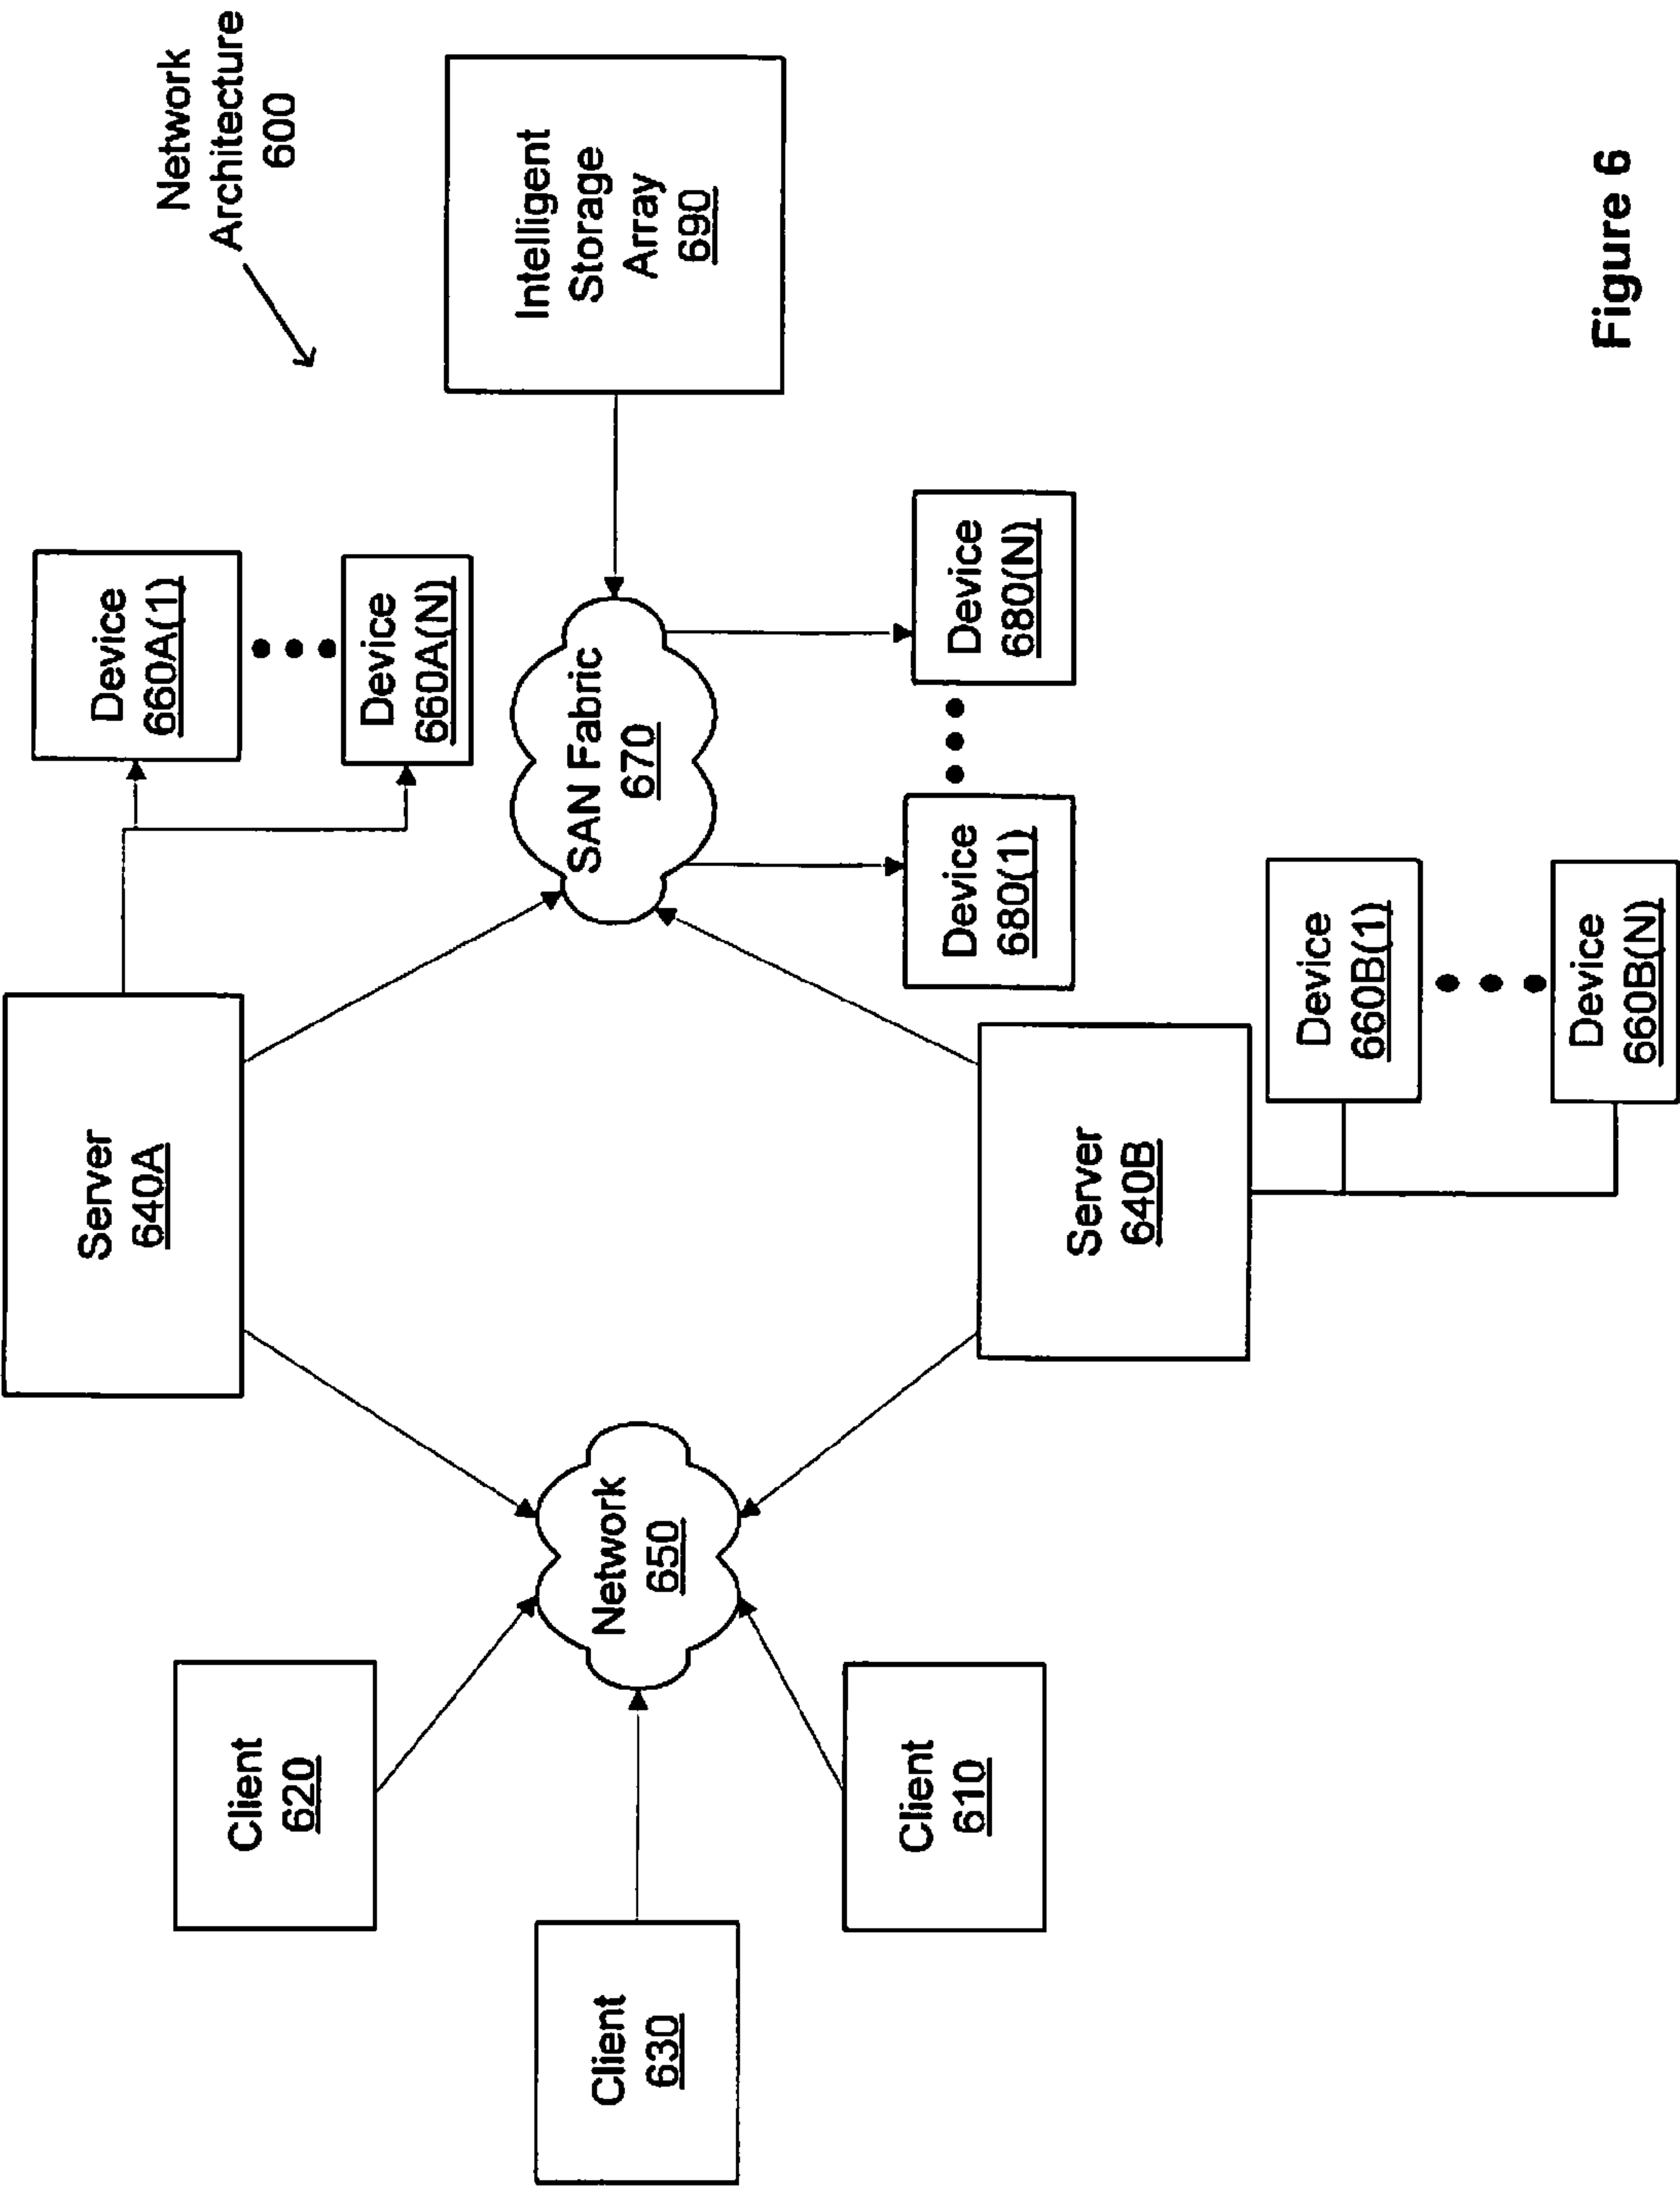 Network
Architecture
600
Device
660A(1)
Device
660A(N)
Intelligent
Storage
Array
690
Server
640A
SAN Fabric
670
Device
680(1)
Device
680(N)
Client
620
Network
650
Client
630
Client
610
Server
640B
Device
660B(1)
Device
660B(N)
Figure 6